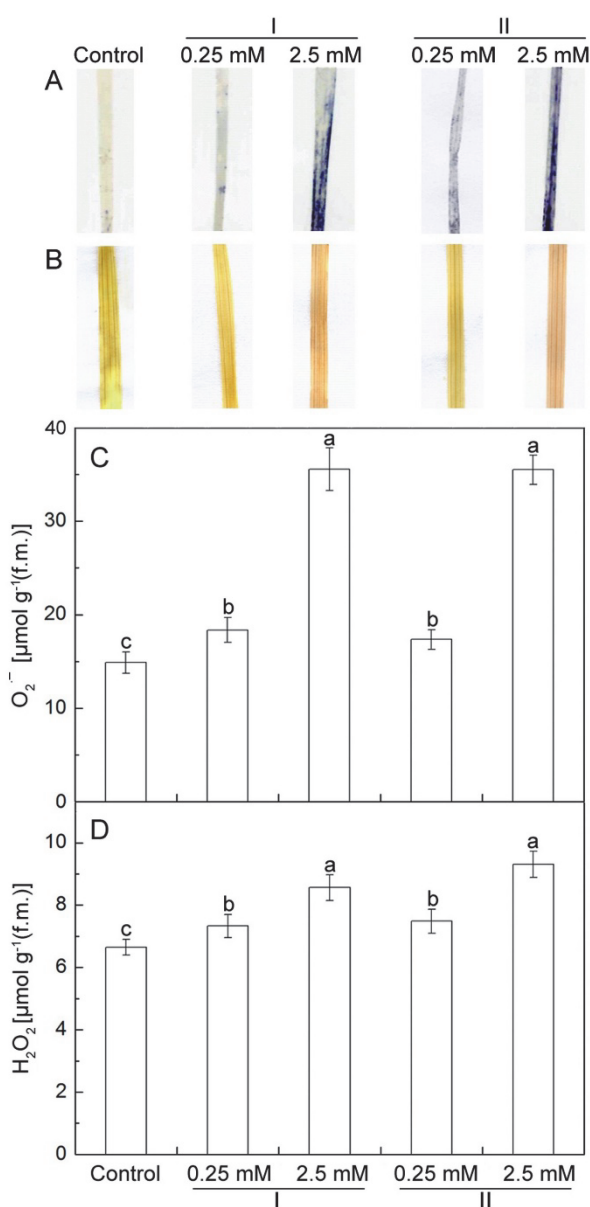 I II
Control 0.25 mM 2.5 mM 0.25 mM 2.5 mM
A
B
C
O₂·⁻ [µmol g⁻¹(f.m.)]
40
30
20
10
0
c b a b a
D
H₂O₂ [µmol g⁻¹(f.m.)]
10
8
6
4
2
0
c b a b a
Control 0.25 mM 2.5 mM 0.25 mM 2.5 mM
I II